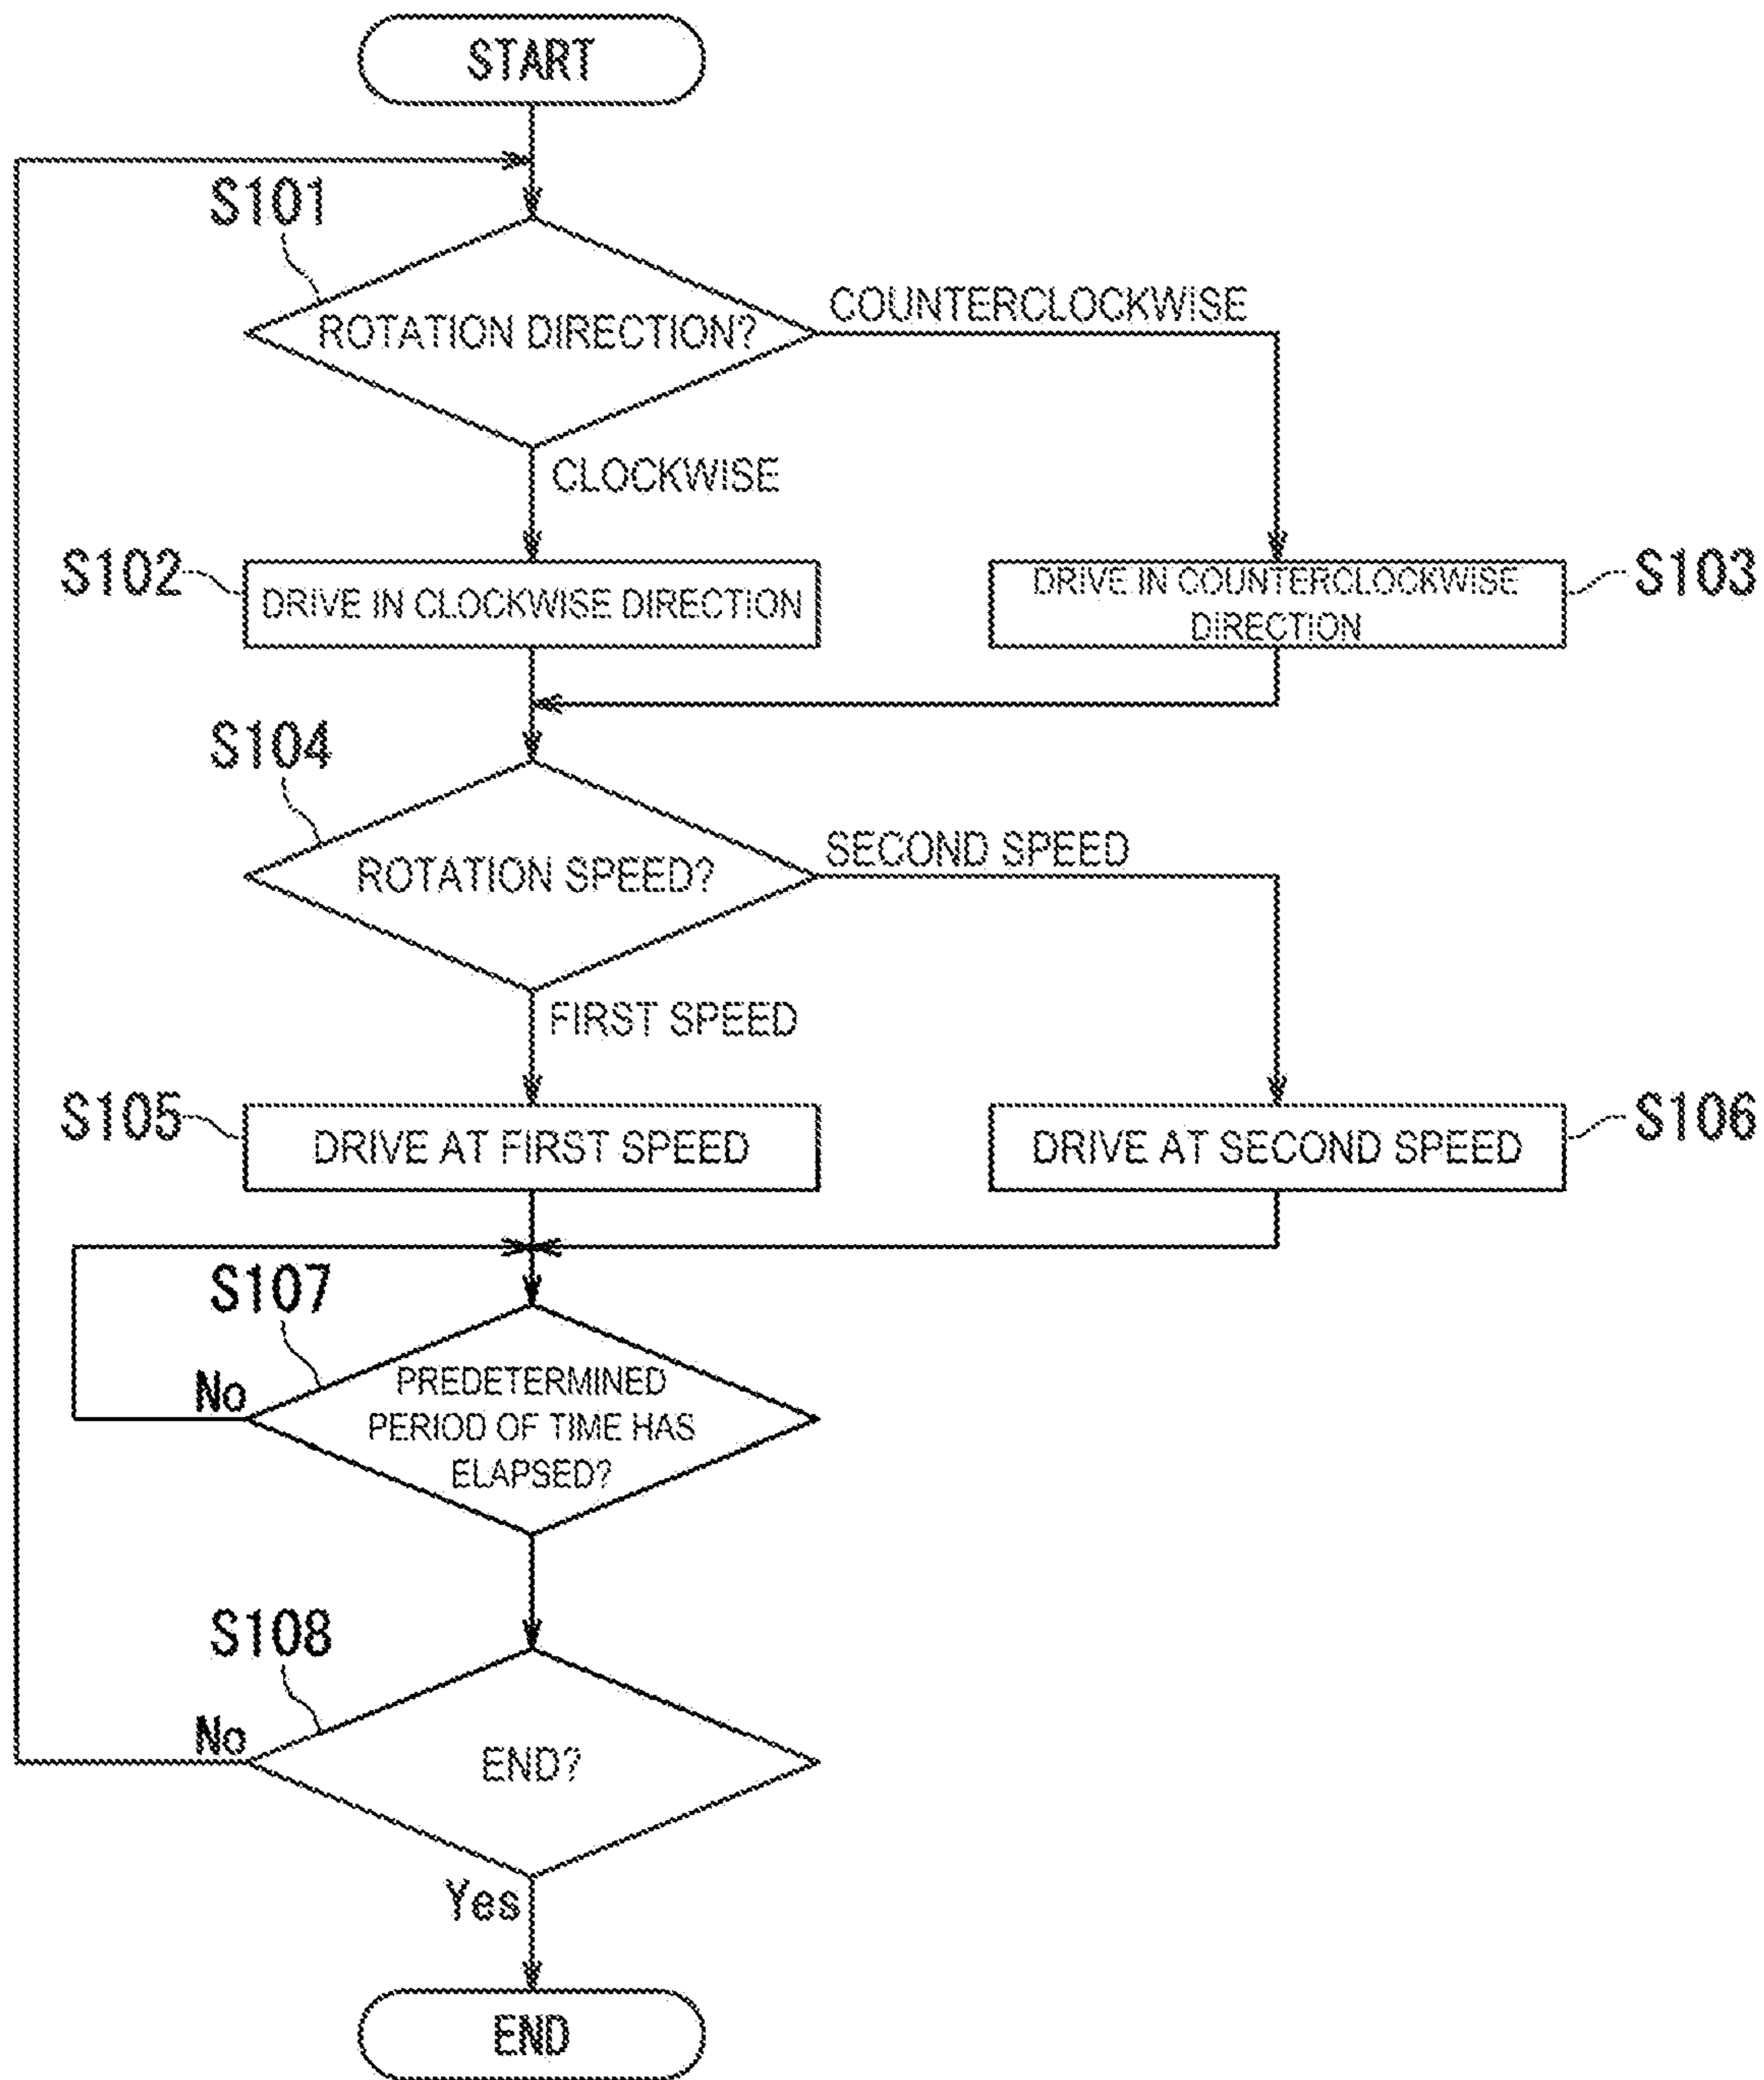 START
S101
ROTATION DIRECTION?
COUNTERCLOCKWISE
CLOCKWISE
S102
DRIVE IN CLOCKWISE DIRECTION
DRIVE IN COUNTERCLOCKWISE
DIRECTION
S103
S104
ROTATION SPEED?
SECOND SPEED
FIRST SPEED
S105
DRIVE AT FIRST SPEED
DRIVE AT SECOND SPEED
S106
S107
No
PREDETERMINED
PERIOD OF TIME HAS
ELAPSED?
S108
No
END?
Yes
END